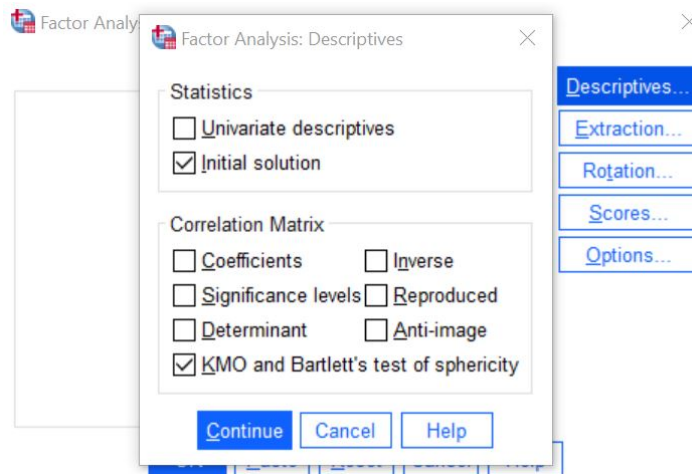 Factor Analy
Factor Analysis: Descriptives
Statistics
Univariate descriptives
Initial solution
Correlation Matrix
Coefficients Inverse
Significance levels Reproduced
Determinant Anti-image
KMO and Bartlett's test of sphericity
Continue Cancel Help
Descriptives...
Extraction...
Rotation...
Scores...
Options...